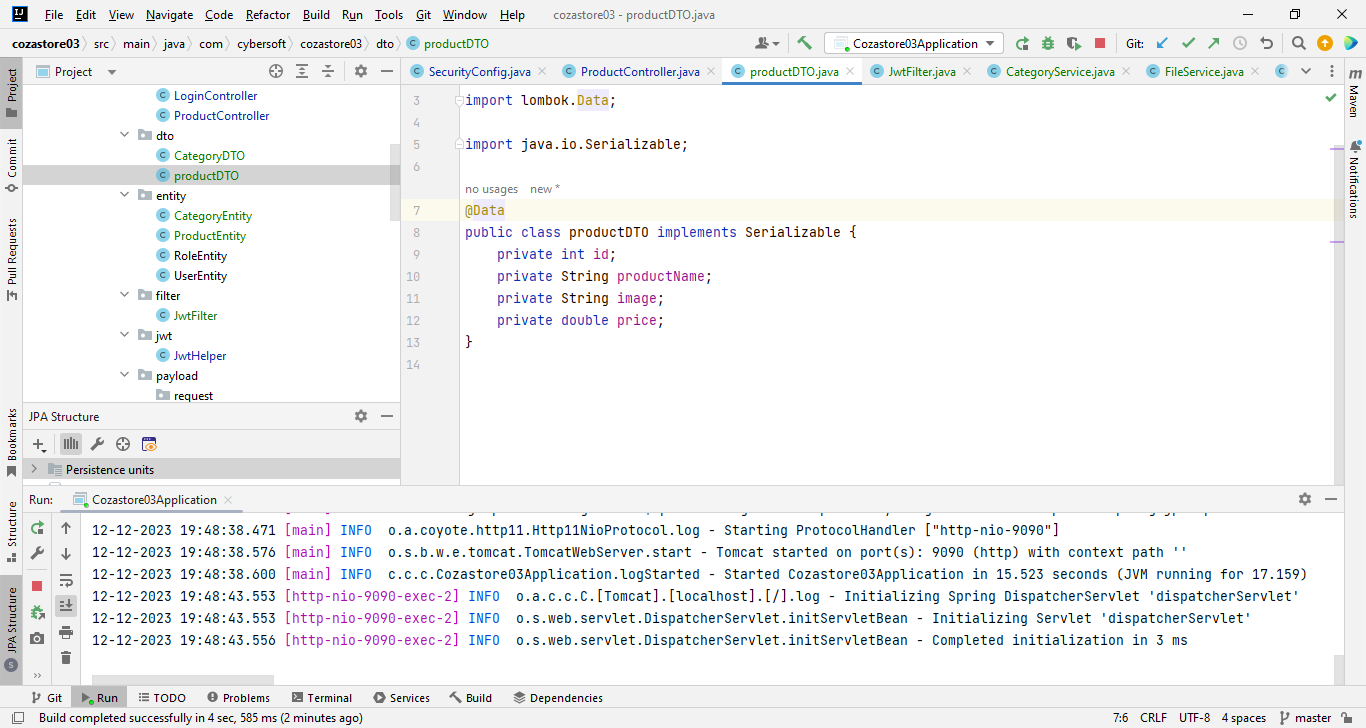 File Edit View Navigate Code Refactor Build Run Tools Git Window Help cozastore03 - productDTO.java
cozastore03 src main java com cybersoft cozastore03 dto productDTO Cozastore03Application Git:
Project
SecurityConfig.java ProductController.java productDTO.java JwtFilter.java CategoryService.java FileService.java
LoginController
ProductController
dto
CategoryDTO
productDTO
entity
CategoryEntity
ProductEntity
RoleEntity
UserEntity
filter
JwtFilter
jwt
JwtHelper
payload
request
JPA Structure
Persistence units
3 import lombok.Data;
4
5 import java.io.Serializable;
6
no usages new *
7 @Data
8 public class productDTO implements Serializable {
9 private int id;
10 private String productName;
11 private String image;
12 private double price;
13 }
14
Project
Commit
Pull Requests
Bookmarks
Structure
JPA Structure
Maven
Notifications
Run: Cozastore03Application
12-12-2023 19:48:38.471 [main] INFO o.a.coyote.http11.Http11NioProtocol.log - Starting ProtocolHandler ["http-nio-9090"]
12-12-2023 19:48:38.576 [main] INFO o.s.b.w.e.tomcat.TomcatWebServer.start - Tomcat started on port(s): 9090 (http) with context path ''
12-12-2023 19:48:38.600 [main] INFO c.c.c.Cozastore03Application.logStarted - Started Cozastore03Application in 15.523 seconds (JVM running for 17.159)
12-12-2023 19:48:43.553 [http-nio-9090-exec-2] INFO o.a.c.c.C.[Tomcat].[localhost].[/].log - Initializing Spring DispatcherServlet 'dispatcherServlet'
12-12-2023 19:48:43.553 [http-nio-9090-exec-2] INFO o.s.web.servlet.DispatcherServlet.initServletBean - Initializing Servlet 'dispatcherServlet'
12-12-2023 19:48:43.556 [http-nio-9090-exec-2] INFO o.s.web.servlet.DispatcherServlet.initServletBean - Completed initialization in 3 ms
Git Run TODO Problems Terminal Services Build Dependencies
Build completed successfully in 4 sec, 585 ms (2 minutes ago) 7:6 CRLF UTF-8 4 spaces master